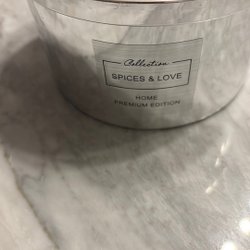 Collection
SPICES & LOVE
HOME
PREMIUM EDITION